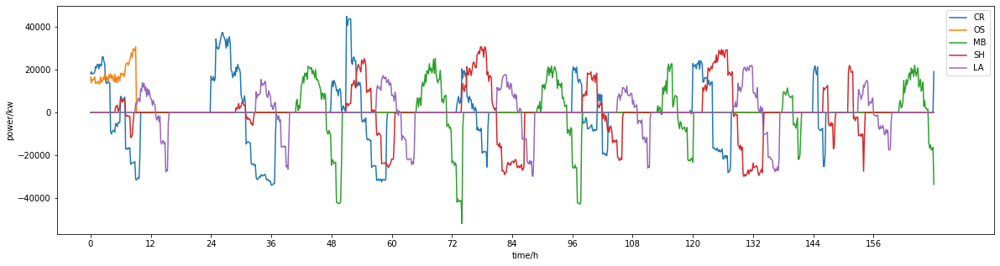 power/kw
40000
20000
0
−20000
−40000
0 12 24 36 48 60 72 84 96 108 120 132 144 156
time/h
CR
OS
MB
SH
LA